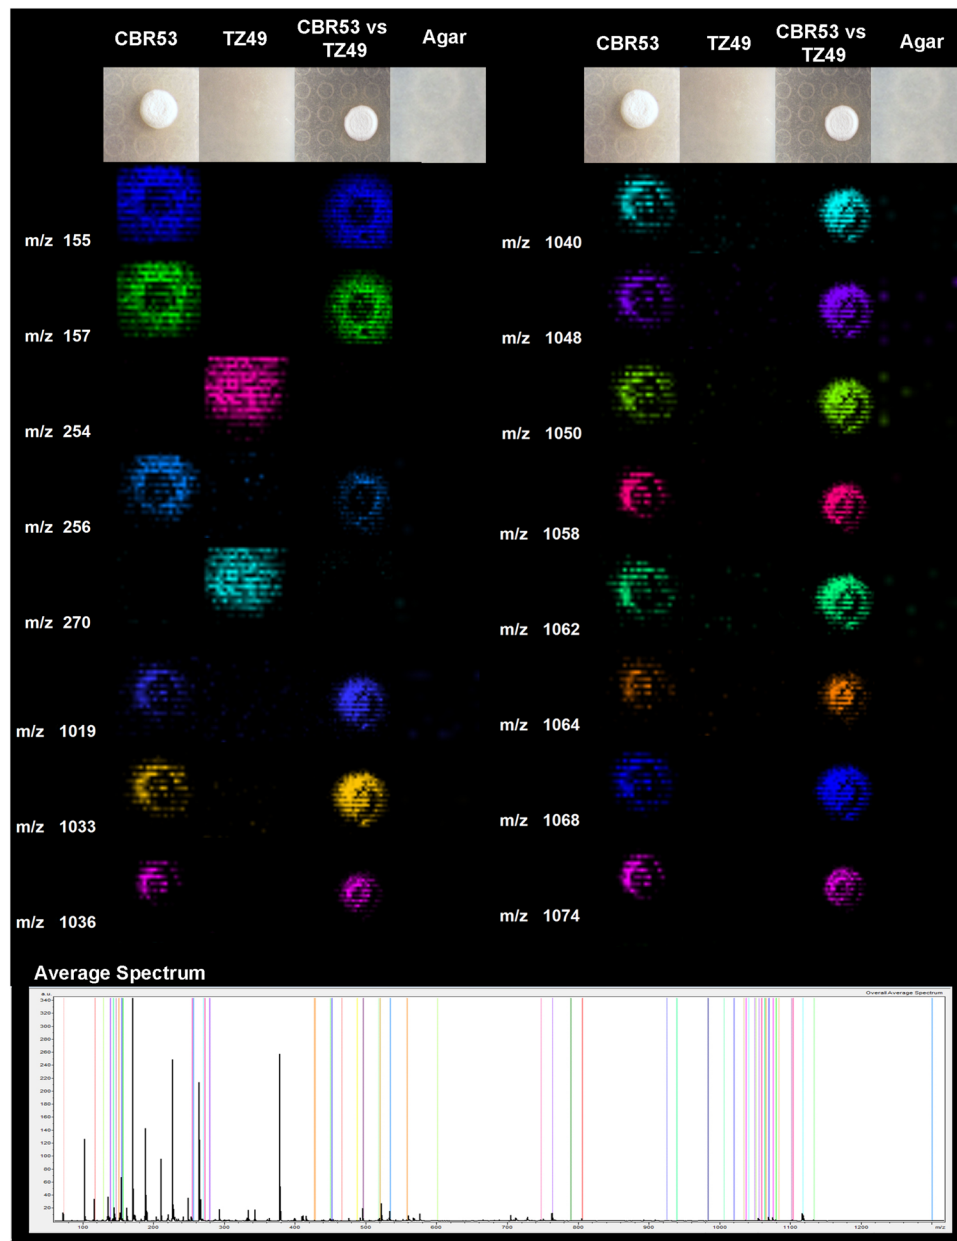 CBR53 TZ49 CBR53 vs TZ49 Agar
CBR53 TZ49 CBR53 vs TZ49 Agar
m/z 155
m/z 157
m/z 254
m/z 256
m/z 270
m/z 1019
m/z 1033
m/z 1036
m/z 1040
m/z 1048
m/z 1050
m/z 1058
m/z 1062
m/z 1064
m/z 1068
m/z 1074
Average Spectrum
Overall Average Spectrum
a.u.
340
320
300
280
260
240
220
200
180
160
140
120
100
80
60
40
20
100 200 300 400 500 600 700 800 900 1000 1100 1200 m/z